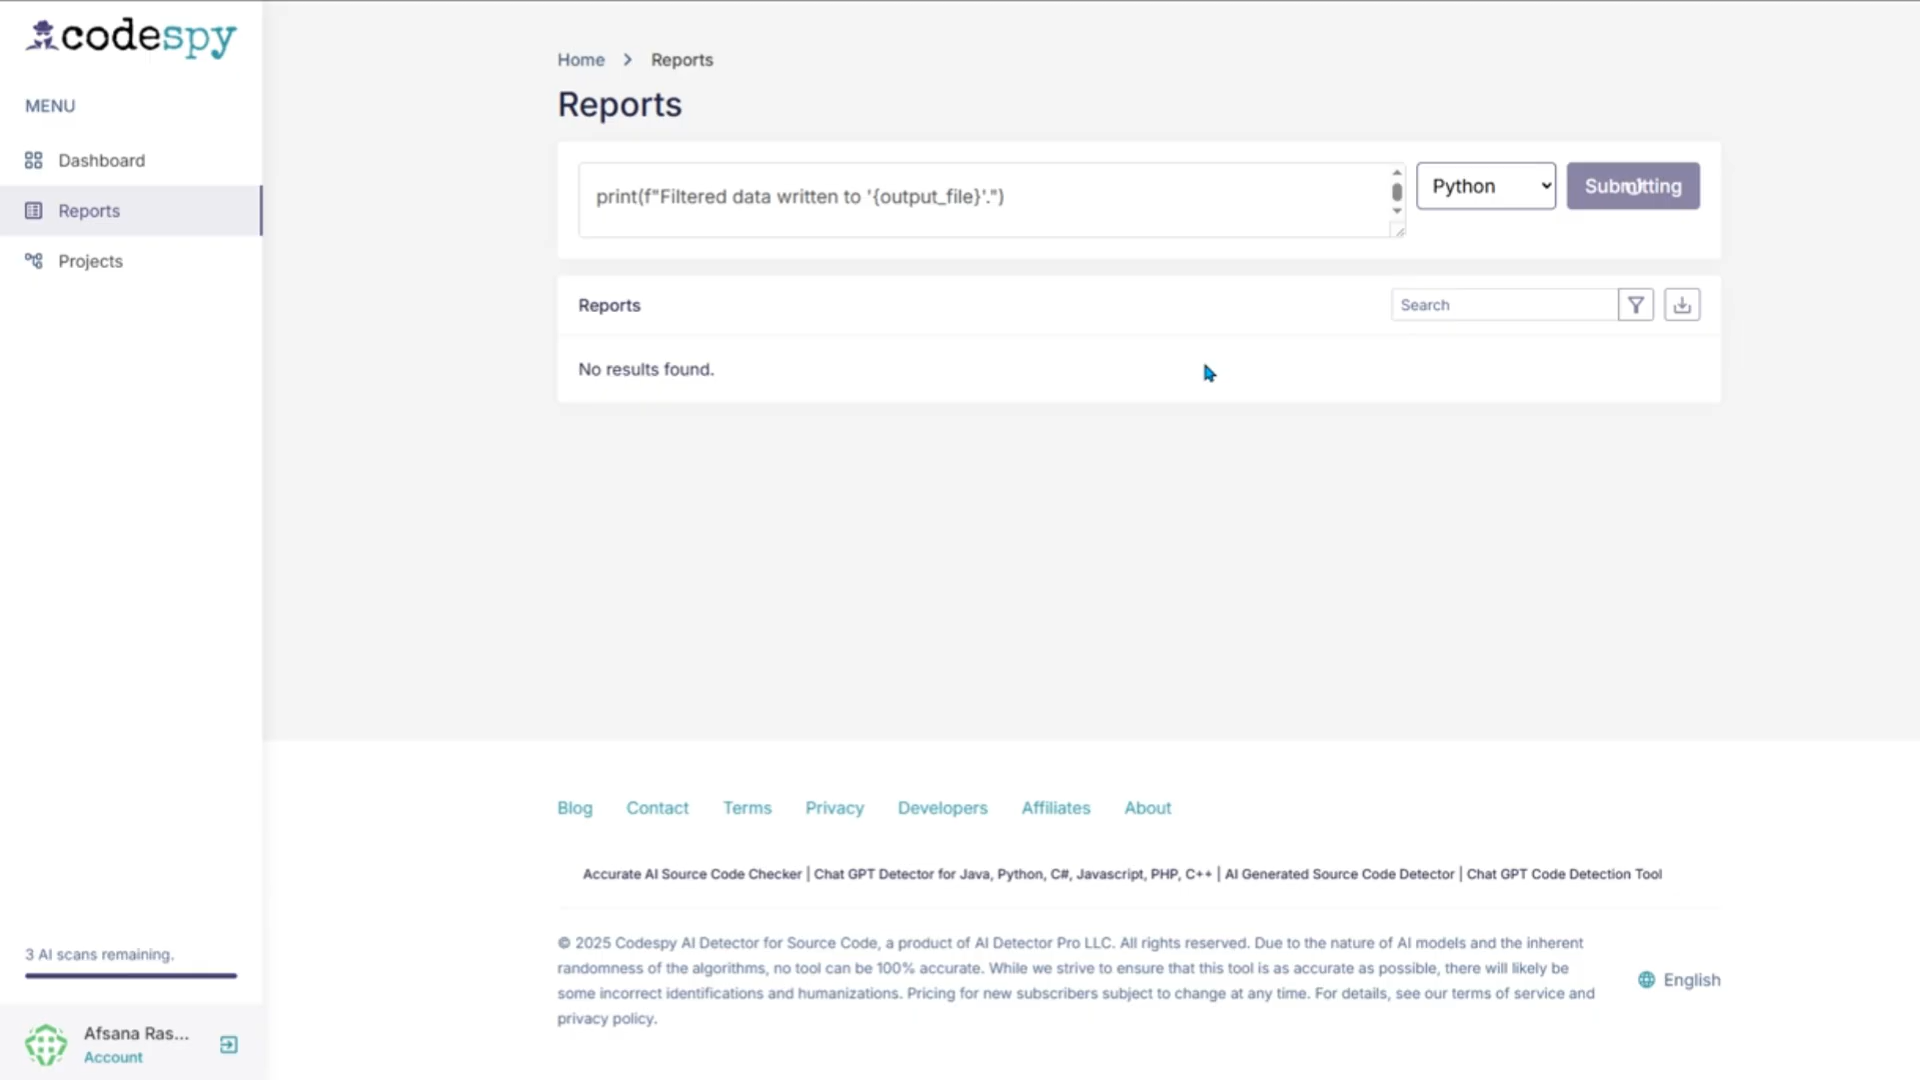 codespy
MENU
Dashboard
Reports
Projects
3 AI scans remaining.
Afsana Ras...
Account
Home > Reports
Reports
print(f"Filtered data written to '{output_file}'.")
Python
Submitting
Reports
Search
No results found.
Blog Contact Terms Privacy Developers Affiliates About
Accurate AI Source Code Checker | Chat GPT Detector for Java, Python, C#, Javascript, PHP, C++ | AI Generated Source Code Detector | Chat GPT Code Detection Tool
© 2025 Codespy AI Detector for Source Code, a product of AI Detector Pro LLC. All rights reserved. Due to the nature of AI models and the inherent
randomness of the algorithms, no tool can be 100% accurate. While we strive to ensure that this tool is as accurate as possible, there will likely be
some incorrect identifications and humanizations. Pricing for new subscribers subject to change at any time. For details, see our terms of service and
privacy policy.
English